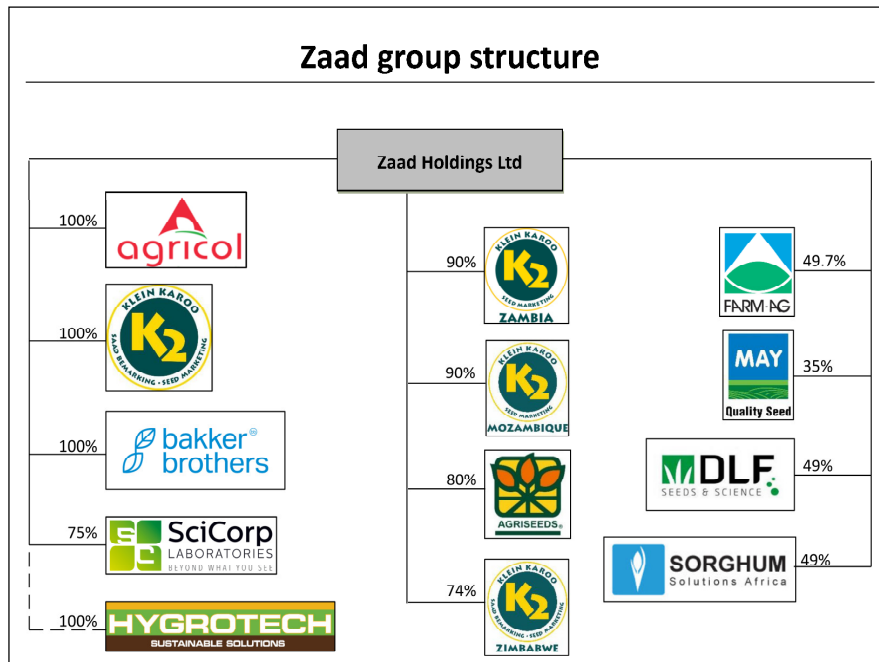 Zaad group structure
Zaad Holdings Ltd
100%
agricol
100%
KLEIN KAROO
K2
SAAD BEMARKING - SEED MARKETING
100%
bakker®
brothers
75%
SC
SciCorp
LABORATORIES
BEYOND WHAT YOU SEE
100%
HYGROTECH
SUSTAINABLE SOLUTIONS
90%
KLEIN KAROO
K2
SEED MARKETING
ZAMBIA
90%
KLEIN KAROO
K2
SEED MARKETING
MOZAMBIQUE
80%
AGRISEEDS®
74%
KLEIN KAROO
K2
SAAD BEMARKING - SEED MARKETING
ZIMBABWE
49.7%
FARM-AG
35%
MAY
Quality Seed
49%
DLF
SEEDS & SCIENCE
49%
SORGHUM
Solutions Africa